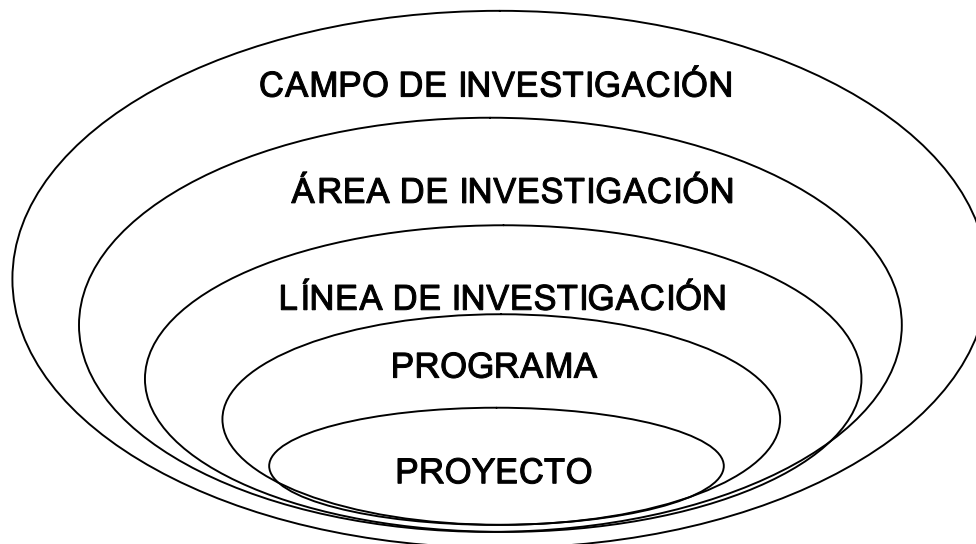 CAMPO DE INVESTIGACIÓN
ÁREA DE INVESTIGACIÓN
LÍNEA DE INVESTIGACIÓN
PROGRAMA
PROYECTO